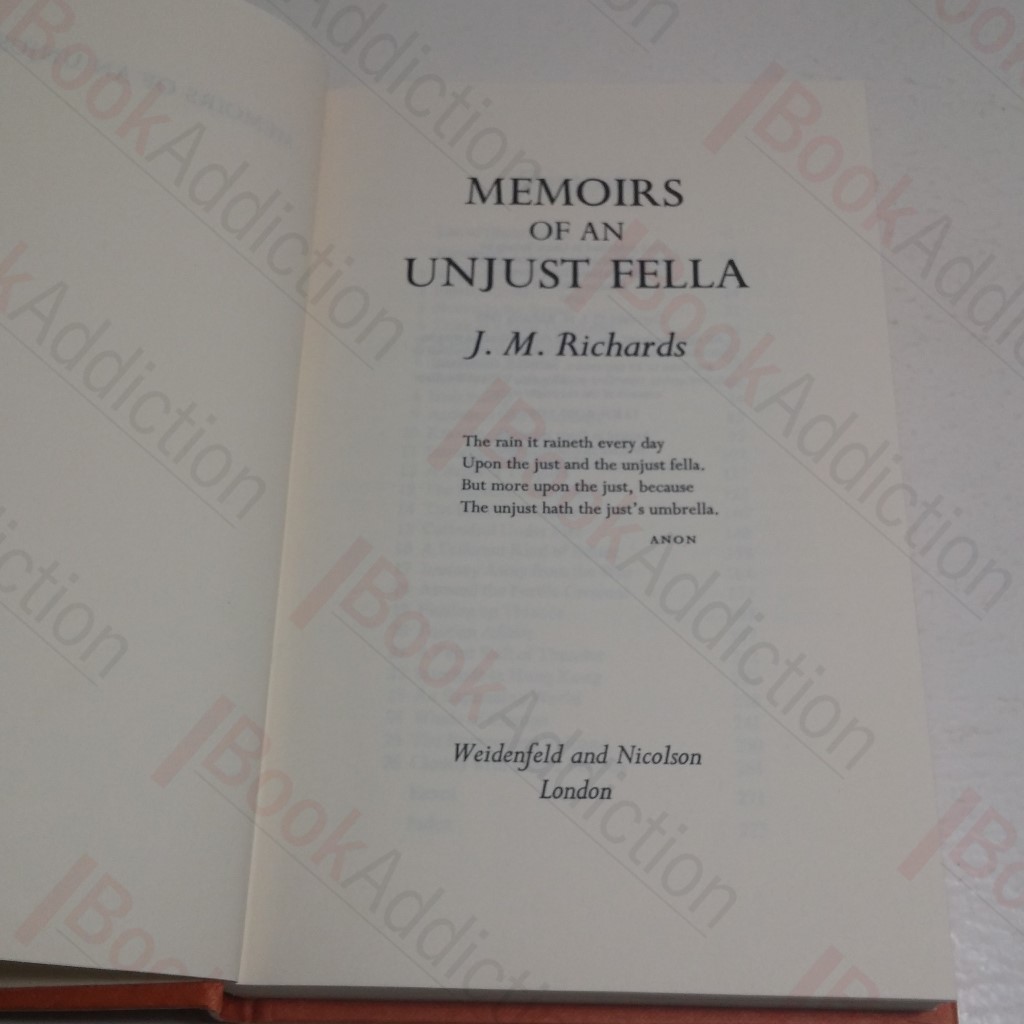 MEMOIRS
OF AN
UNJUST FELLA
J. M. Richards
The rain it raineth every day
Upon the just and the unjust fella.
But more upon the just, because
The unjust hath the just's umbrella.
ANON
Weidenfeld and Nicolson
London
BookAddiction